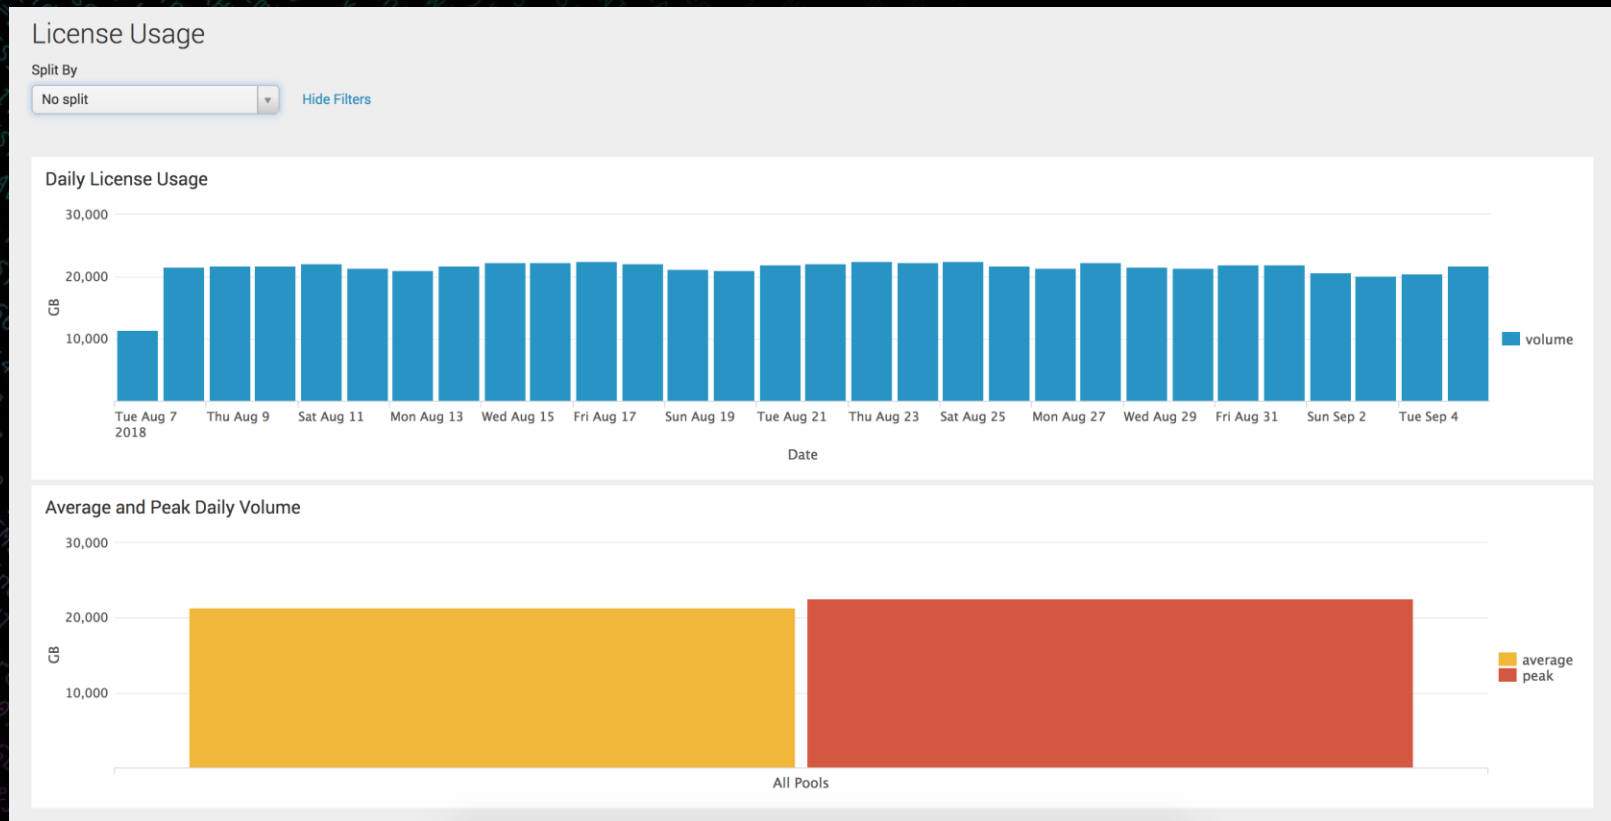 License Usage
Split By
No split
Hide Filters
Daily License Usage
30,000
20,000
10,000
GB
volume
Tue Aug 7 Thu Aug 9 Sat Aug 11 Mon Aug 13 Wed Aug 15 Fri Aug 17 Sun Aug 19 Tue Aug 21 Thu Aug 23 Sat Aug 25 Mon Aug 27 Wed Aug 29 Fri Aug 31 Sun Sep 2 Tue Sep 4
2018
Date
Average and Peak Daily Volume
30,000
20,000
10,000
GB
average
peak
All Pools